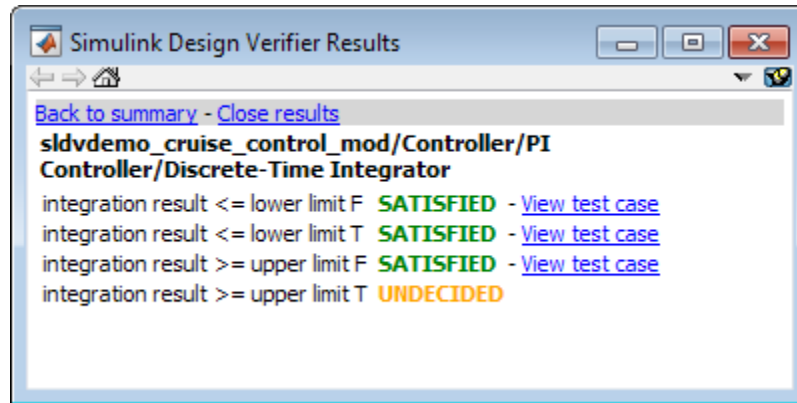 Simulink Design Verifier Results
Back to summary - Close results
sldvdemo_cruise_control_mod/Controller/PI
Controller/Discrete-Time Integrator
integration result <= lower limit F SATISFIED - View test case
integration result <= lower limit T SATISFIED - View test case
integration result >= upper limit F SATISFIED - View test case
integration result >= upper limit T UNDECIDED